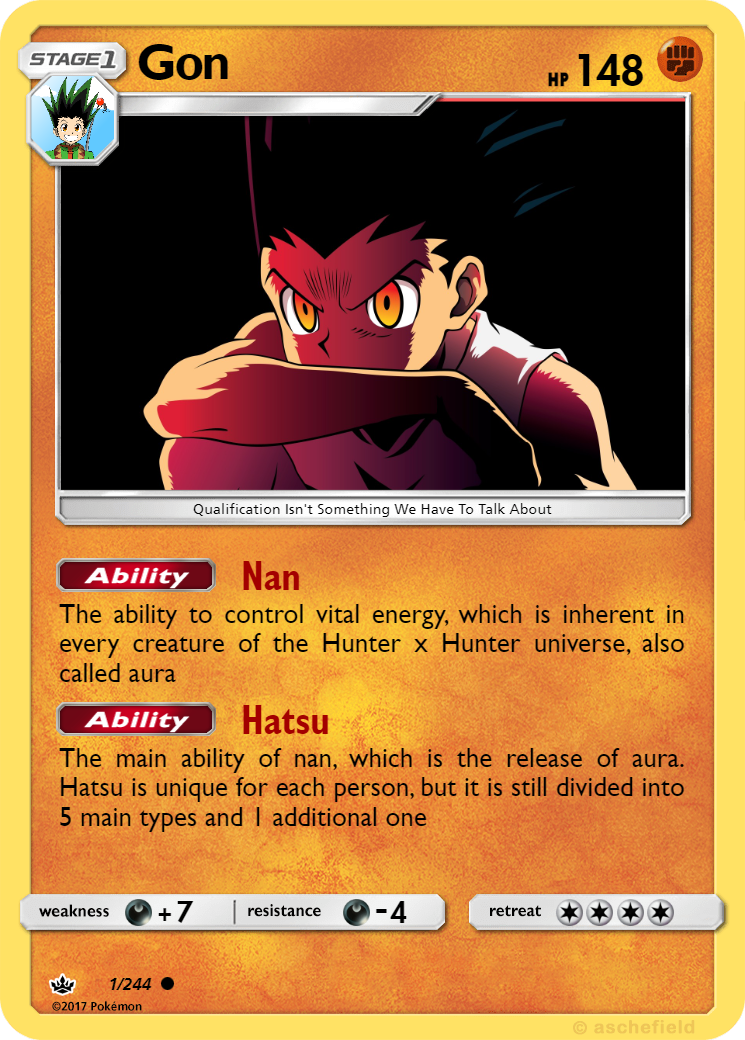 STAGE1 Gon HP 148
Qualification Isn't Something We Have To Talk About
Ability Nan
The ability to control vital energy, which is inherent in
every creature of the Hunter x Hunter universe, also
called aura
Ability Hatsu
The main ability of nan, which is the release of aura.
Hatsu is unique for each person, but it is still divided into
5 main types and 1 additional one
weakness +7 resistance -4 retreat
1/244
©2017 Pokémon
© aschefield